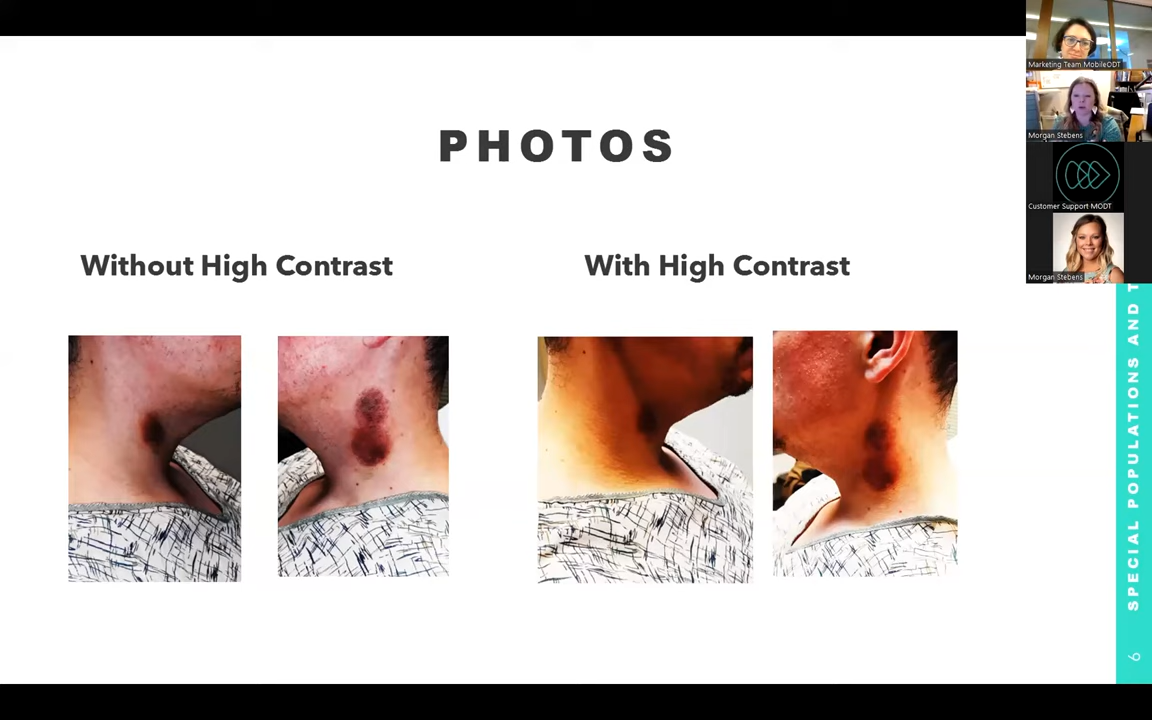 PHOTOS
Without High Contrast
With High Contrast
Marketing Team MobileODT
Morgan Stebens
Customer Support MODT
Morgan Stebens
SPECIAL POPULATIONS AND
6